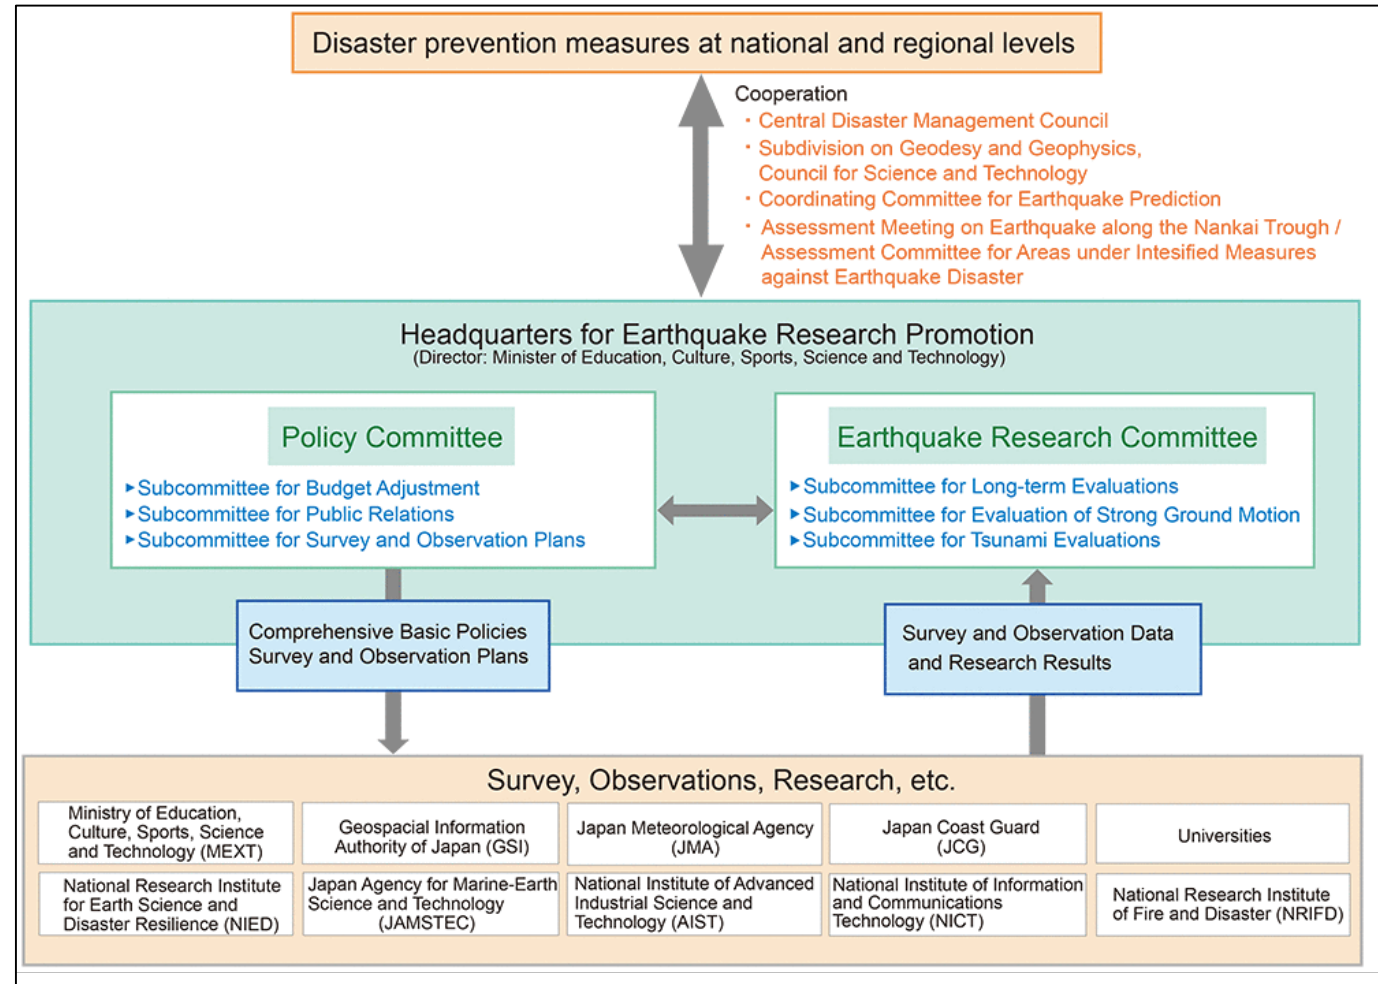 Disaster prevention measures at national and regional levels
Cooperation
・Central Disaster Management Council
・Subdivision on Geodesy and Geophysics,
Council for Science and Technology
・Coordinating Committee for Earthquake Prediction
・Assessment Meeting on Earthquake along the Nankai Trough /
Assessment Committee for Areas under Intesified Measures
against Earthquake Disaster
Headquarters for Earthquake Research Promotion
(Director: Minister of Education, Culture, Sports, Science and Technology)
Policy Committee
▸Subcommittee for Budget Adjustment
▸Subcommittee for Public Relations
▸Subcommittee for Survey and Observation Plans
Earthquake Research Committee
▸Subcommittee for Long-term Evaluations
▸Subcommittee for Evaluation of Strong Ground Motion
▸Subcommittee for Tsunami Evaluations
Comprehensive Basic Policies
Survey and Observation Plans
Survey and Observation Data
and Research Results
Survey, Observations, Research, etc.
Ministry of Education,
Culture, Sports, Science
and Technology (MEXT)
Geospacial Information
Authority of Japan (GSI)
Japan Meteorological Agency
(JMA)
Japan Coast Guard
(JCG)
Universities
National Research Institute
for Earth Science and
Disaster Resilience (NIED)
Japan Agency for Marine-Earth
Science and Technology
(JAMSTEC)
National Institute of Advanced
Industrial Science and
Technology (AIST)
National Institute of Information
and Communications
Technology (NICT)
National Research Institute
of Fire and Disaster (NRIFD)